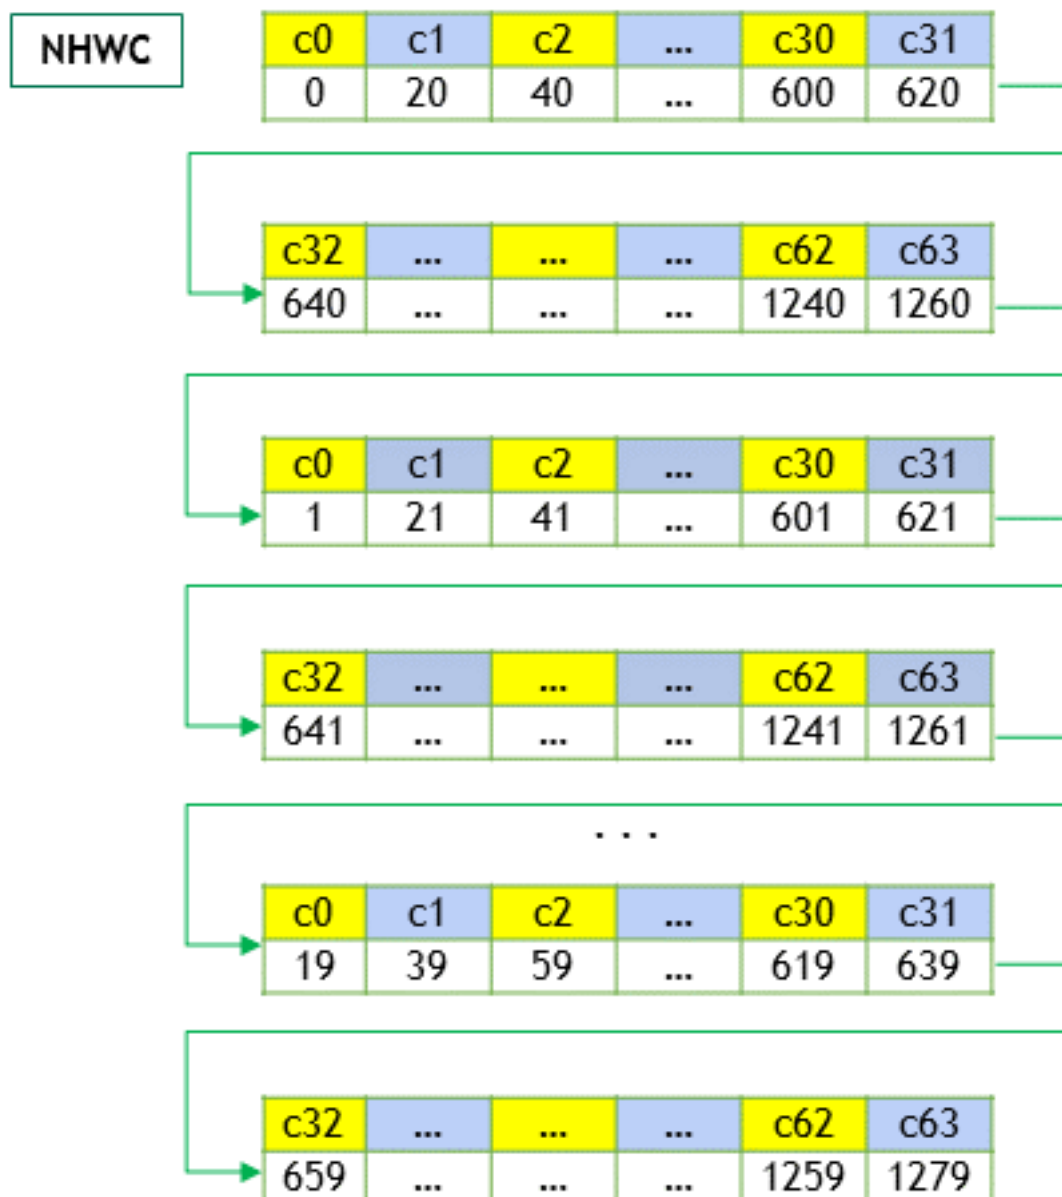 NHWC
c0 c1 c2 ... c30 c31
0 20 40 ... 600 620
c32 ... ... ... c62 c63
640 ... ... ... 1240 1260
c0 c1 c2 ... c30 c31
1 21 41 ... 601 621
c32 ... ... ... c62 c63
641 ... ... ... 1241 1261
. . .
c0 c1 c2 ... c30 c31
19 39 59 ... 619 639
c32 ... ... ... c62 c63
659 ... ... ... 1259 1279